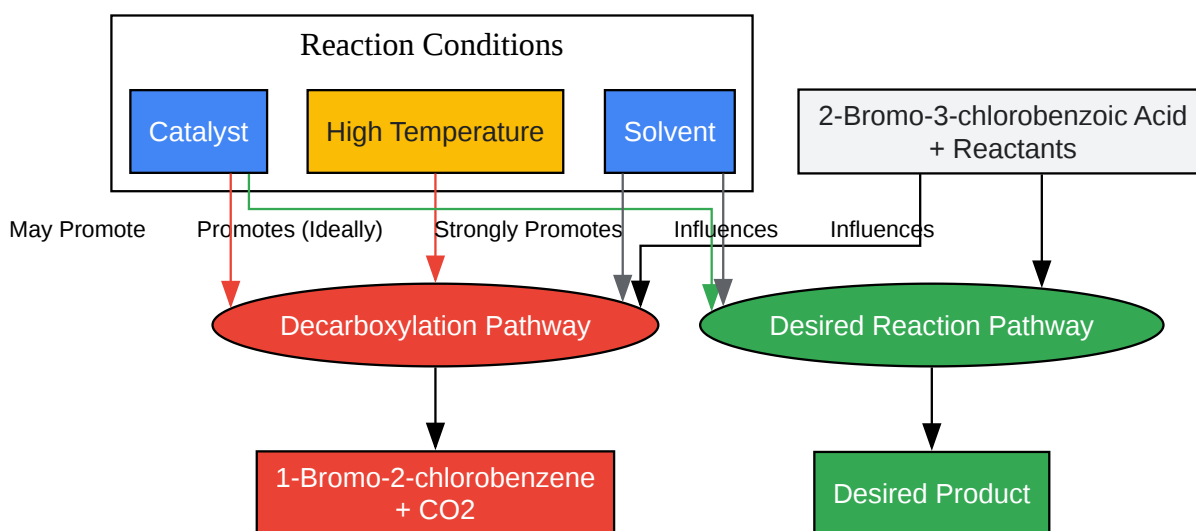 Reaction Conditions
Catalyst
High Temperature
Solvent
2-Bromo-3-chlorobenzoic Acid
+ Reactants
May Promote
Promotes (Ideally)
Strongly Promotes
Influences
Influences
Decarboxylation Pathway
Desired Reaction Pathway
1-Bromo-2-chlorobenzene
+ CO2
Desired Product